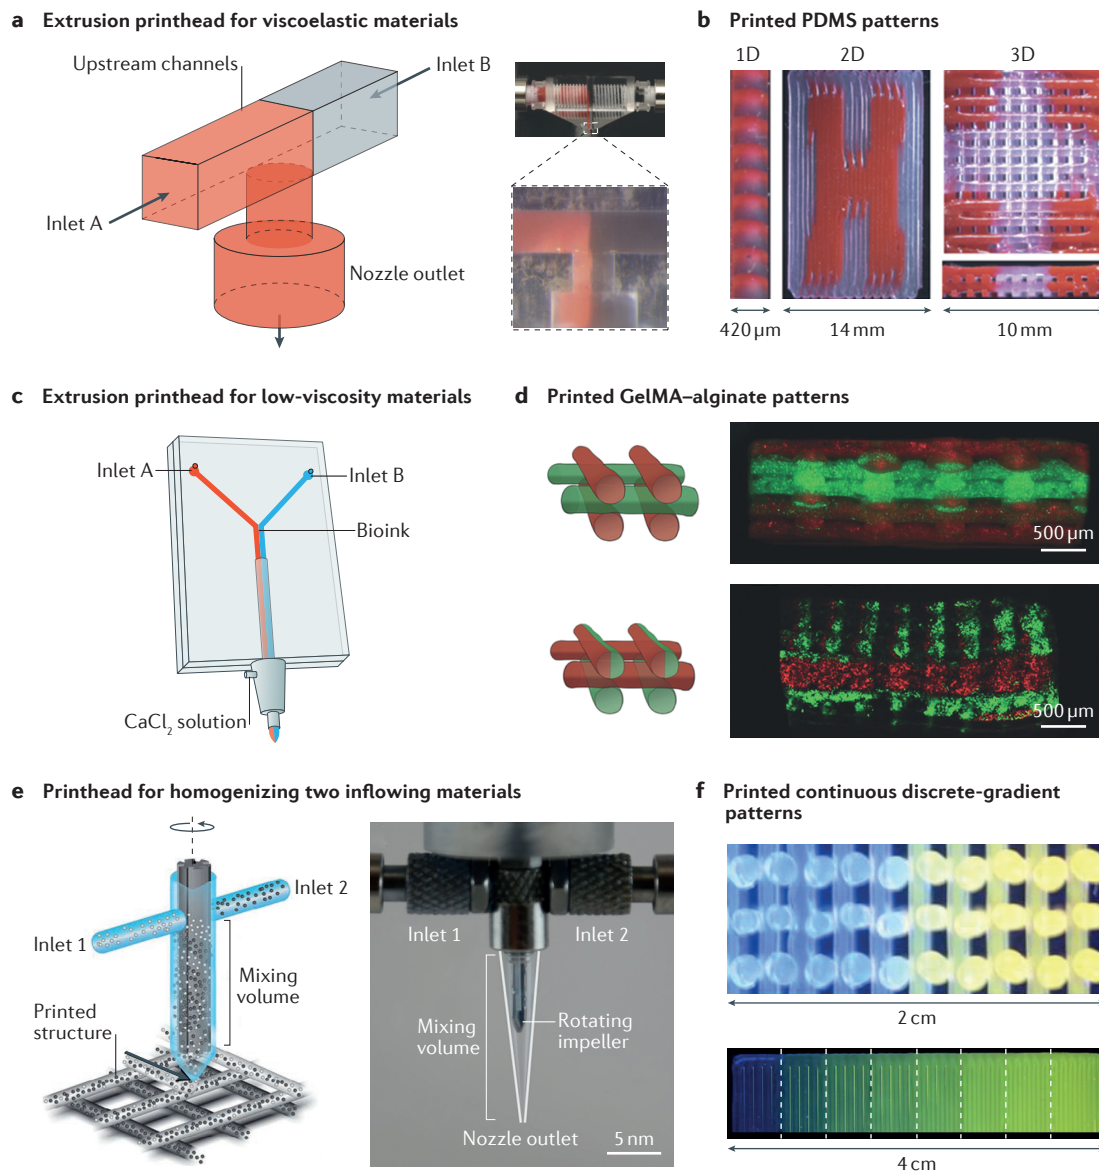 a Extrusion printhead for viscoelastic materials
Upstream channels
Inlet B
Inlet A
Nozzle outlet
b Printed PDMS patterns
1D
2D
3D
420 µm
14 mm
10 mm
c Extrusion printhead for low-viscosity materials
Inlet A
Inlet B
Bioink
CaCl₂ solution
d Printed GelMA–alginate patterns
500 µm
500 µm
e Printhead for homogenizing two inflowing materials
Inlet 2
Inlet 1
Mixing
volume
Printed
structure
Inlet 1
Inlet 2
Mixing
volume
Rotating
impeller
Nozzle outlet
5 nm
f Printed continuous discrete-gradient
patterns
2 cm
4 cm